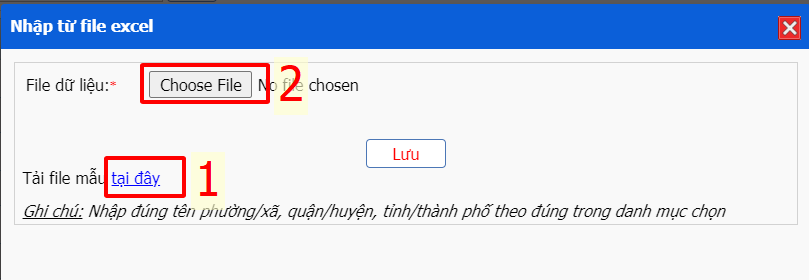 Nhập từ file excel
File dữ liệu:* Choose File No file chosen
2
Lưu
Tải file mẫu tại đây
1
Ghi chú: Nhập đúng tên phường/xã, quận/huyện, tỉnh/thành phố theo đúng trong danh mục chọn